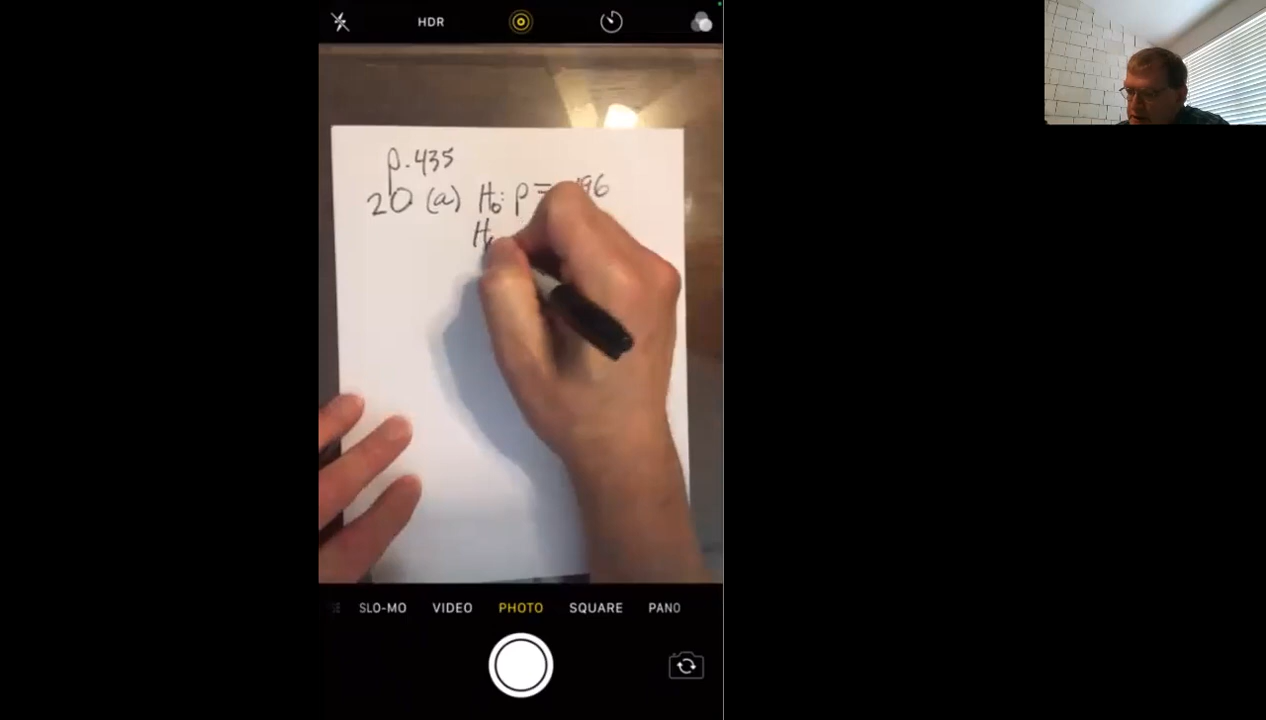 HDR
p.435
20 (a) H₀: p = 96
H
SLO-MO VIDEO PHOTO SQUARE PANO